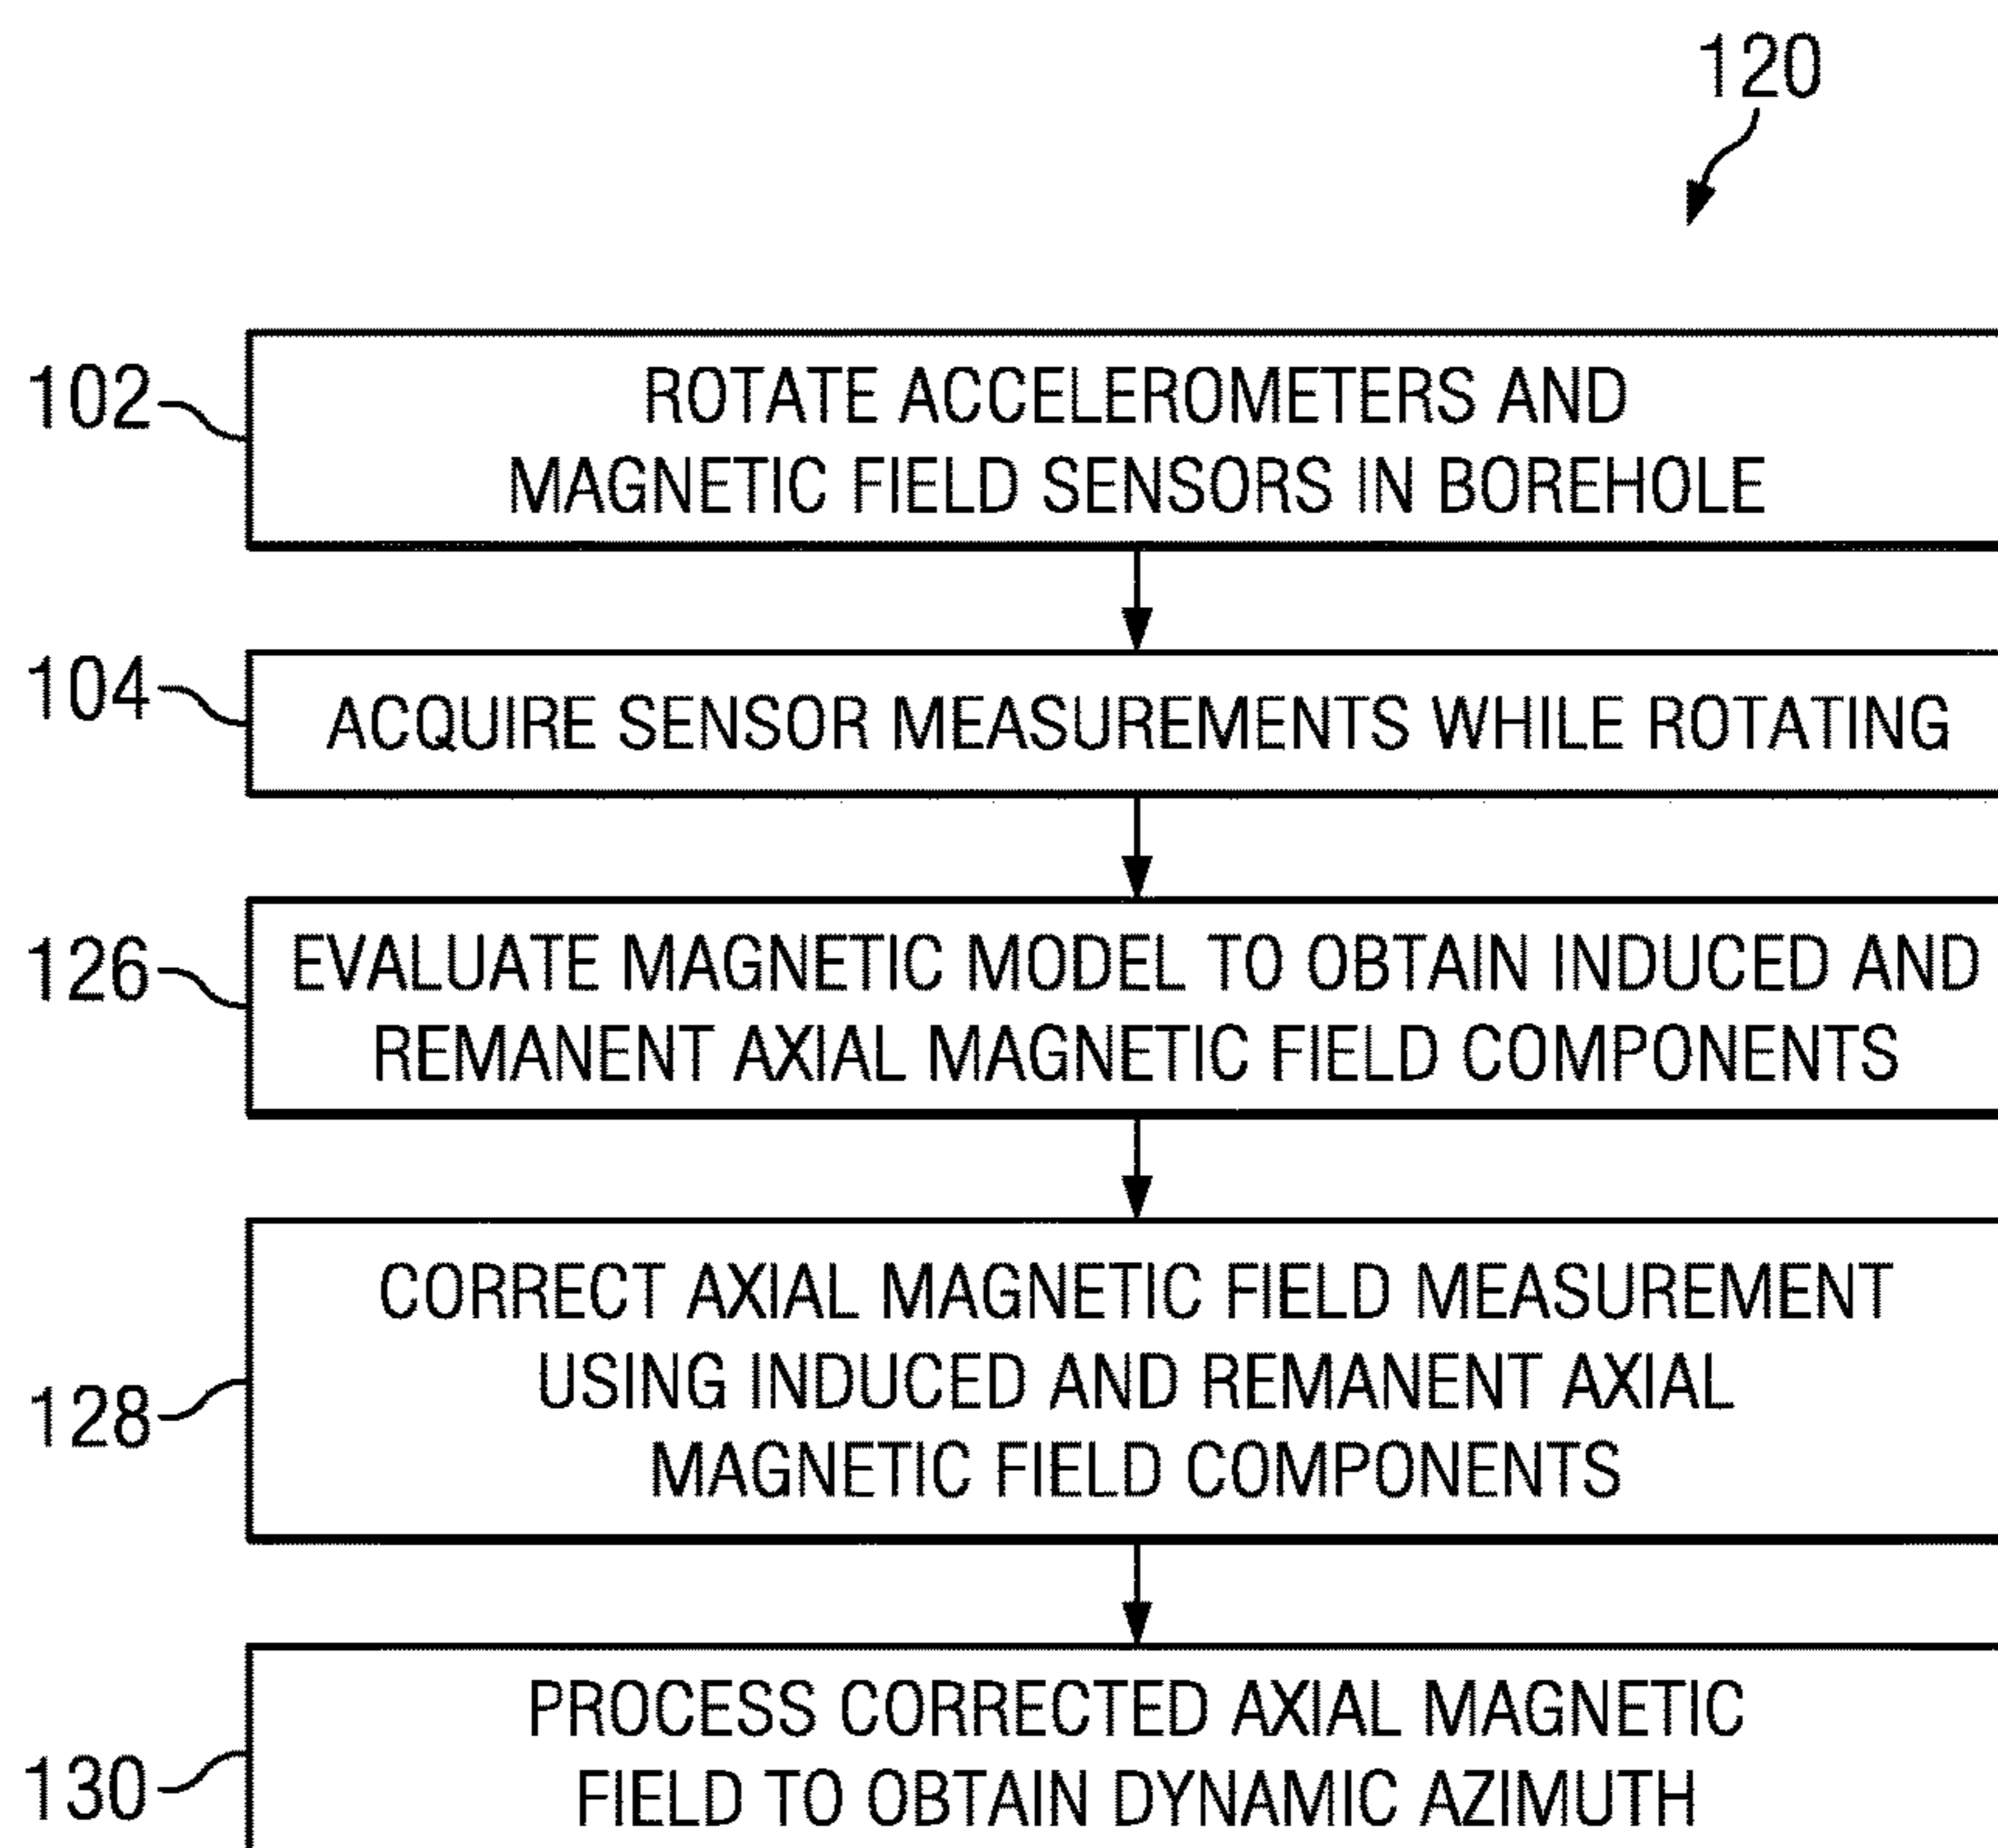 120
102
ROTATE ACCELEROMETERS AND
MAGNETIC FIELD SENSORS IN BOREHOLE
104
ACQUIRE SENSOR MEASUREMENTS WHILE ROTATING
126
EVALUATE MAGNETIC MODEL TO OBTAIN INDUCED AND
REMANENT AXIAL MAGNETIC FIELD COMPONENTS
128
CORRECT AXIAL MAGNETIC FIELD MEASUREMENT
USING INDUCED AND REMANENT AXIAL
MAGNETIC FIELD COMPONENTS
130
PROCESS CORRECTED AXIAL MAGNETIC
FIELD TO OBTAIN DYNAMIC AZIMUTH